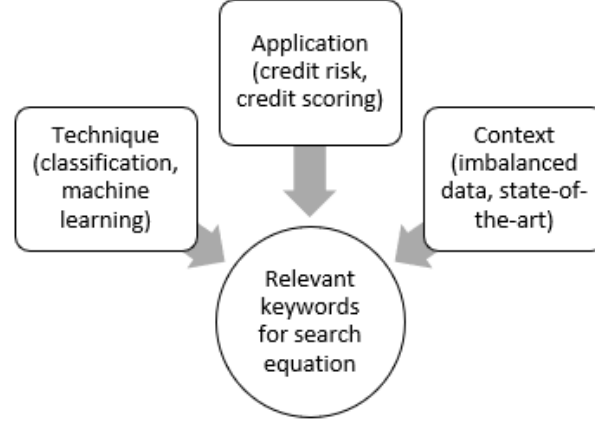 Application
(credit risk,
credit scoring)
Technique
(classification,
machine
learning)
Context
(imbalanced
data, state-of-
the-art)
Relevant
keywords
for search
equation